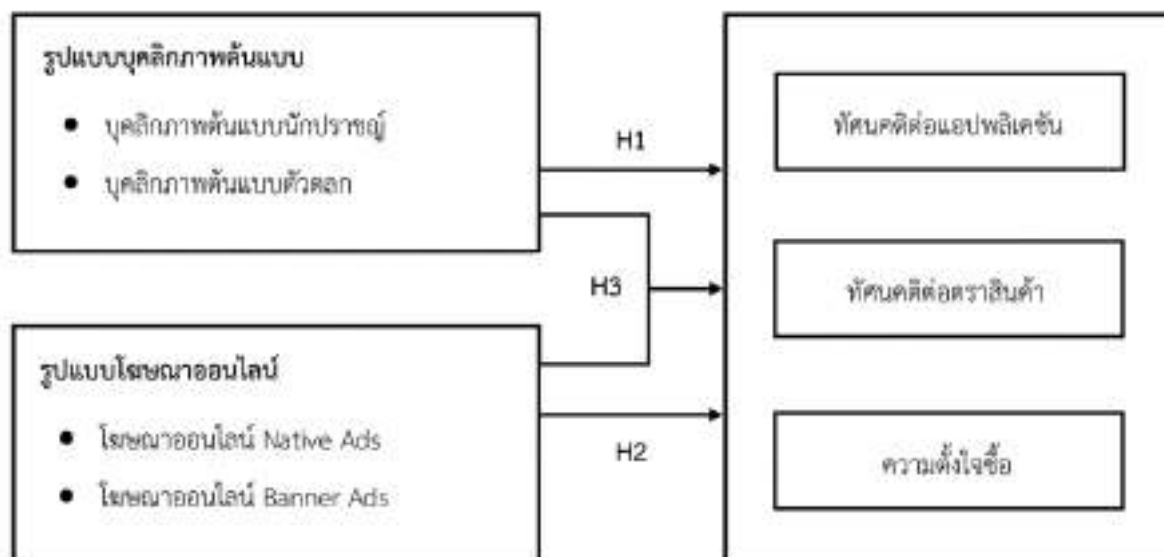 รูปแบบบุคลิกภาพต้นแบบ
● บุคลิกภาพต้นแบบนักปราชญ์
● บุคลิกภาพต้นแบบตัวตลก
H1
H3
H2
รูปแบบโฆษณาออนไลน์
● โฆษณาออนไลน์ Native Ads
● โฆษณาออนไลน์ Banner Ads
ทัศนคติต่อแอปพลิเคชัน
ทัศนคติต่อตราสินค้า
ความตั้งใจซื้อ